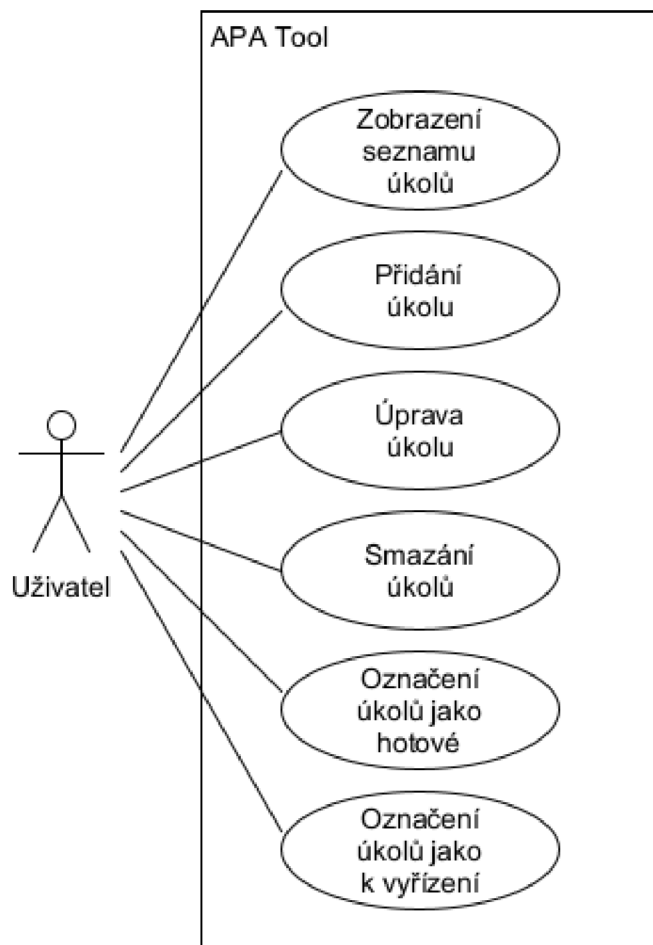 APA Tool
Zobrazení
seznamu
úkolů
Přidání
úkolu
Úprava
úkolu
Smazání
úkolů
Uživatel
Označení
úkolů jako
hotové
Označení
úkolů jako
k vyřízení